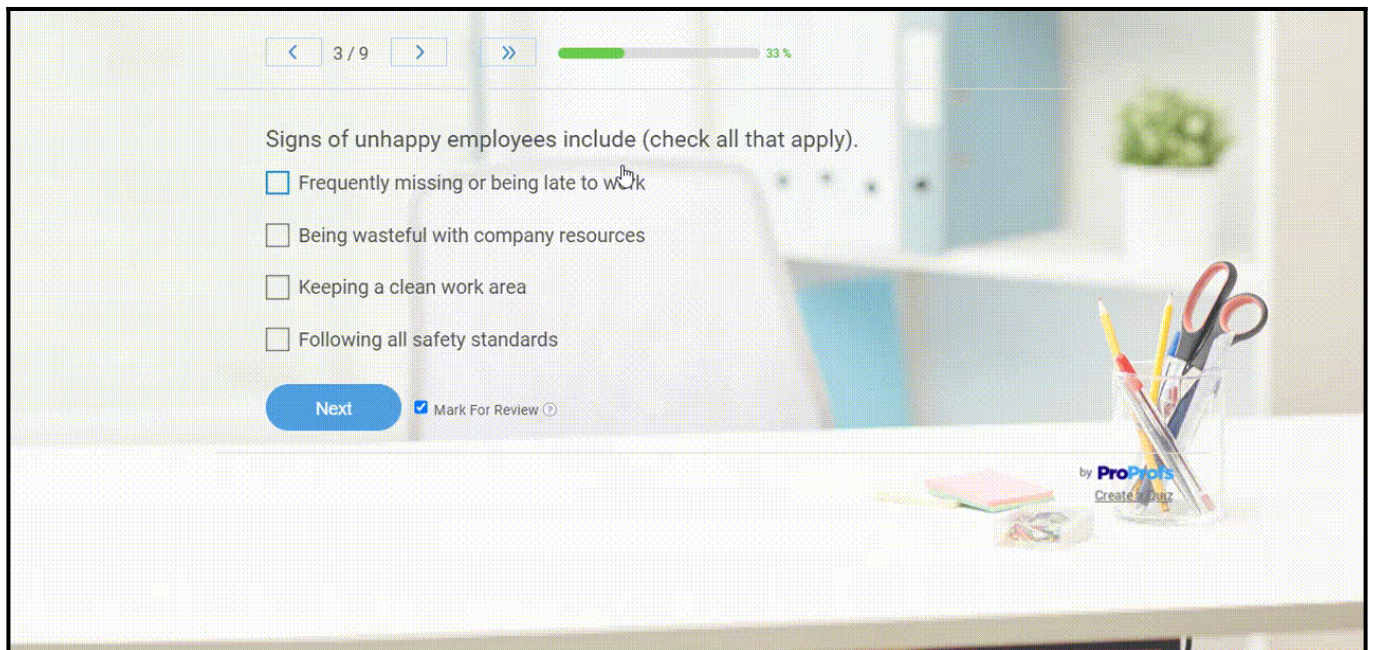 3 / 9
33 %
Signs of unhappy employees include (check all that apply).
Frequently missing or being late to work
Being wasteful with company resources
Keeping a clean work area
Following all safety standards
Next
Mark For Review ?
by ProProfs
Create a Quiz